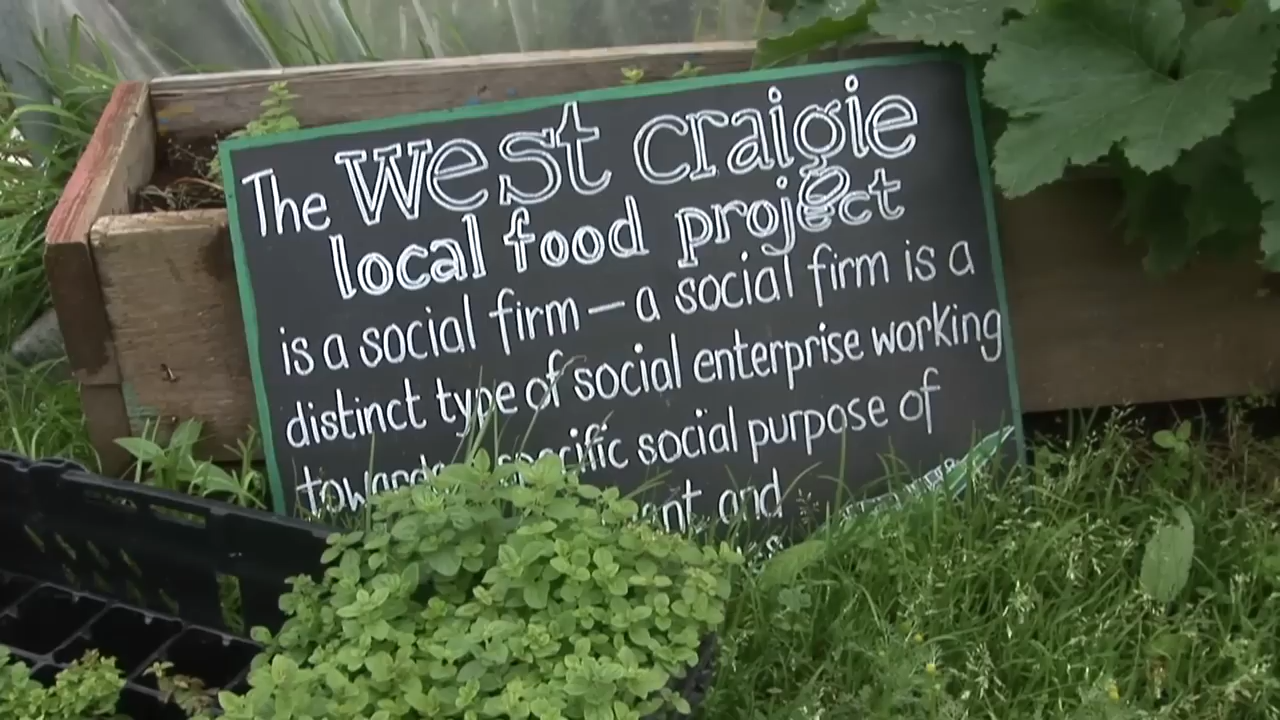 The west craigie
local food project
is a social firm – a social firm is a
distinct type of social enterprise working
towards specific social purpose of
and